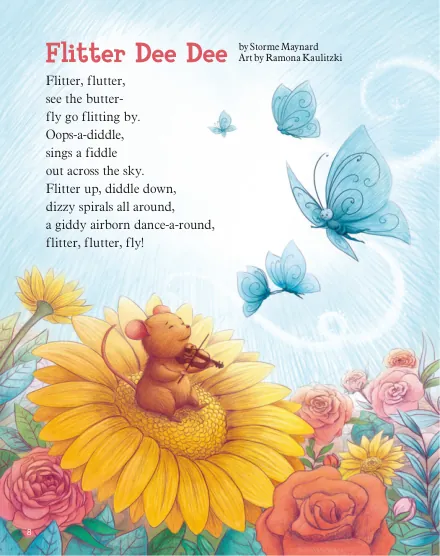 Flitter Dee Dee
by Storme Maynard
Art by Ramona Kaulitzki
Flitter, flutter,
see the butter-
fly go flitting by.
Oops-a-diddle,
sings a fiddle
out across the sky.
Flitter up, diddle down,
dizzy spirals all around,
a giddy airborn dance-a-round,
flitter, flutter, fly!
8